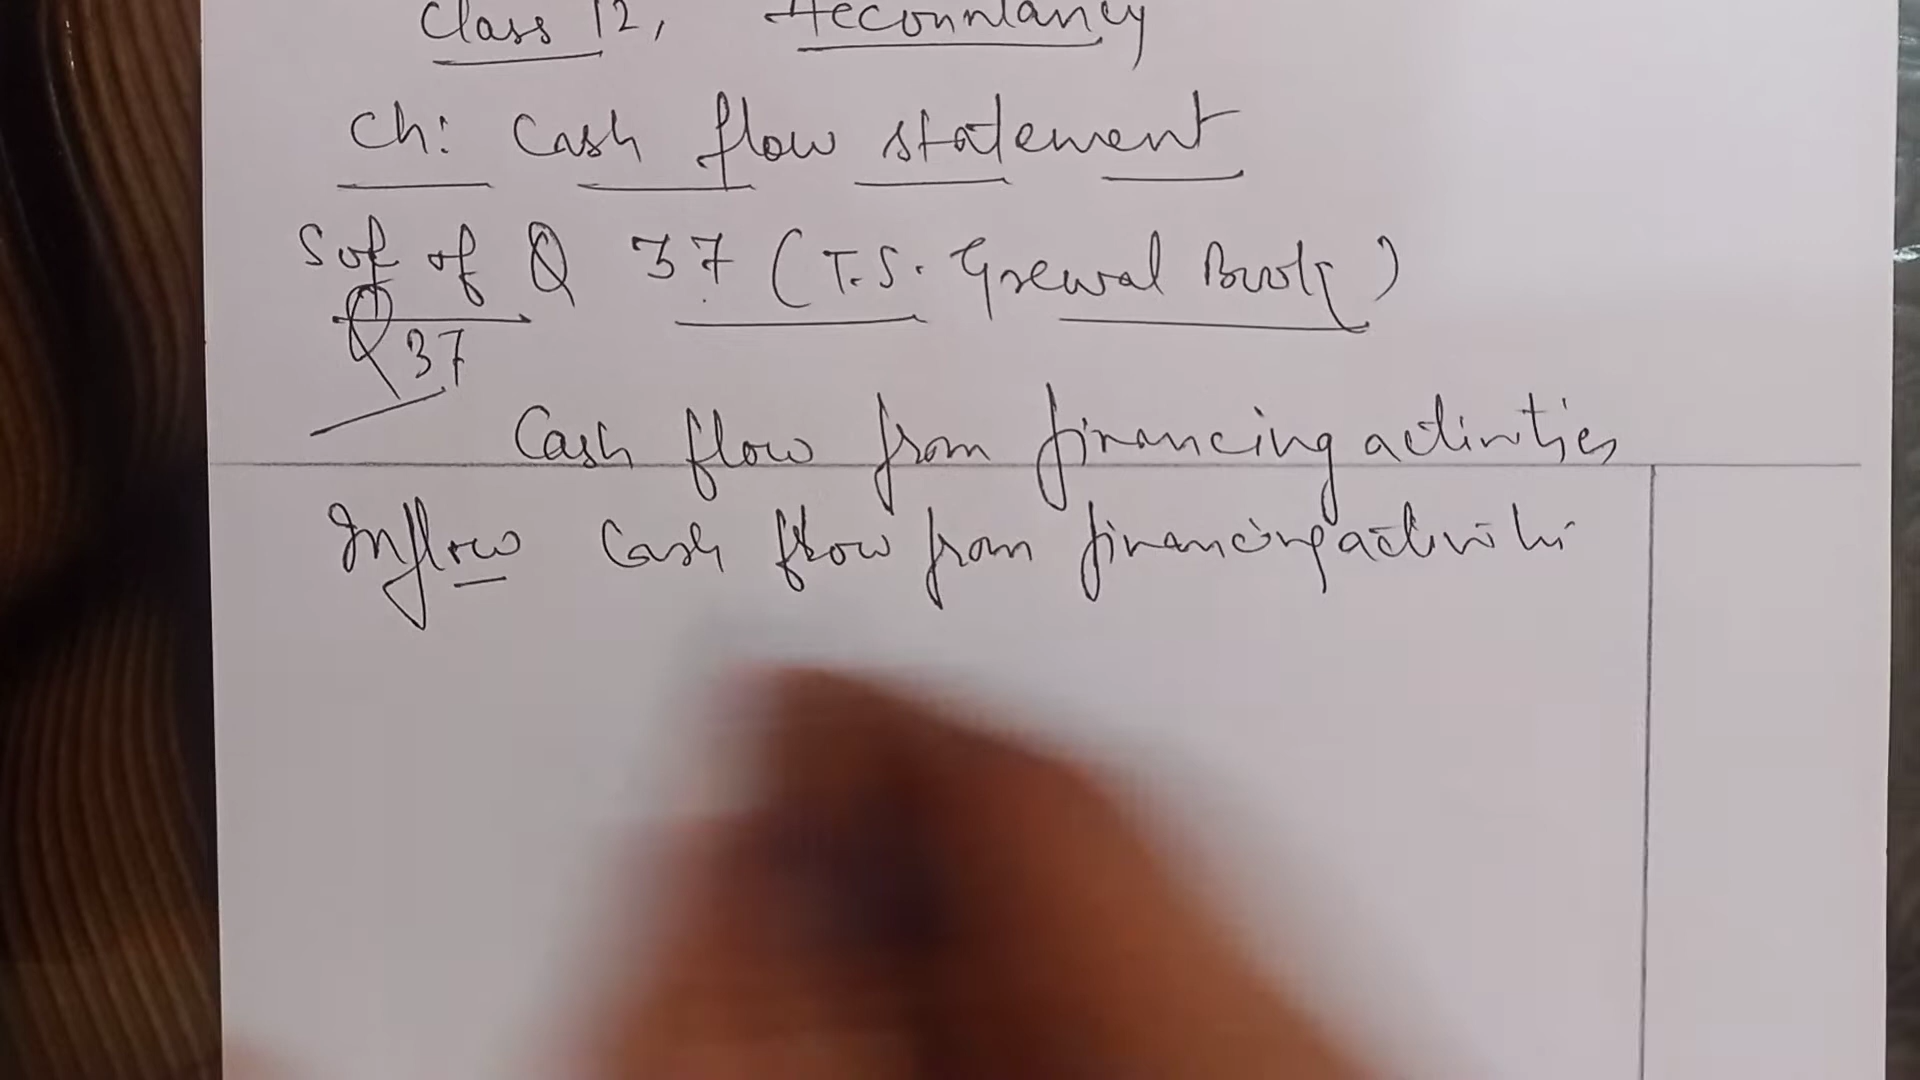 Class 12, Accountancy
Ch: Cash flow statement
Sol of Q 37 (T.S. Grewal Book)
Q 37
Cash flow from financing activities
Inflow Cash flow from financing activiti